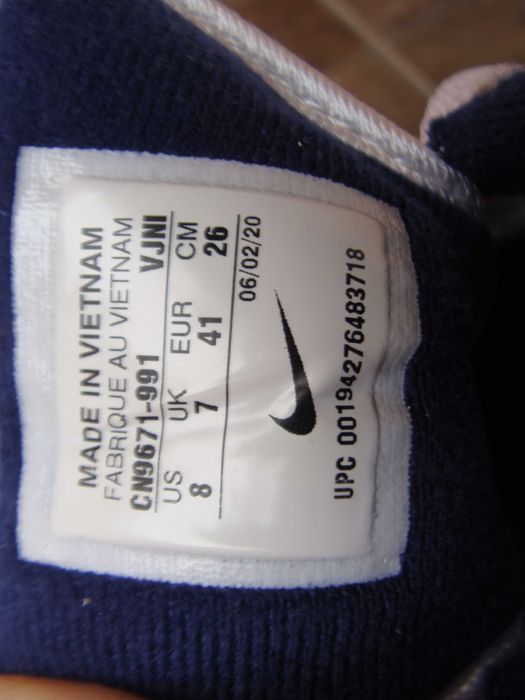 MADE IN VIETNAM
FABRIQUE AU VIETNAM
CN9671-991 VJNI
US UK EUR CM
8 7 41 26
06/02/20
UPC 00194276483718